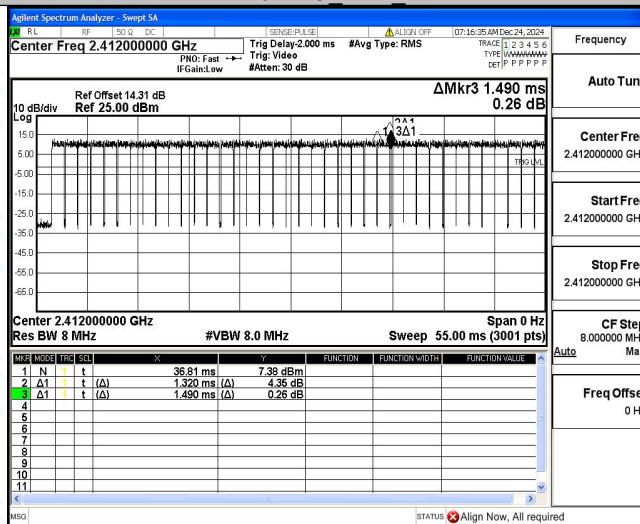 Agilent Spectrum Analyzer - Swept SA
LXI RL RF 50 Ω DC SENSE:PULSE ALIGN OFF 07:16:35 AM Dec 24, 2024
Center Freq 2.412000000 GHz
PNO: Fast
IFGain:Low
Trig Delay-2.000 ms
Trig: Video
#Atten: 30 dB
#Avg Type: RMS
TRACE 1 2 3 4 5 6
TYPE
DET P P P P P P
Ref Offset 14.31 dB
10 dB/div Ref 25.00 dBm
Log
ΔMkr3 1.490 ms
0.26 dB
15.0
5.00
-5.00
-15.0
-25.0
-35.0
-45.0
-55.0
-65.0
2Δ1
1 3Δ1
TRIG LVL
Center 2.412000000 GHz Span 0 Hz
Res BW 8 MHz #VBW 8.0 MHz Sweep 55.00 ms (3001 pts)
MKR MODE TRC SCL X Y FUNCTION FUNCTION WIDTH FUNCTION VALUE
1 N 1 t 36.81 ms 7.38 dBm
2 Δ1 1 t (Δ) 1.320 ms (Δ) 4.35 dB
3 Δ1 1 t (Δ) 1.490 ms (Δ) 0.26 dB
4
5
6
7
8
9
10
11
MSG STATUS Align Now, All required
Frequency
Auto Tun
Center Fre
2.412000000 GH
Start Fre
2.412000000 GH
Stop Fre
2.412000000 GH
CF Ste
8.000000 MH
Auto Ma
Freq Offse
0 H